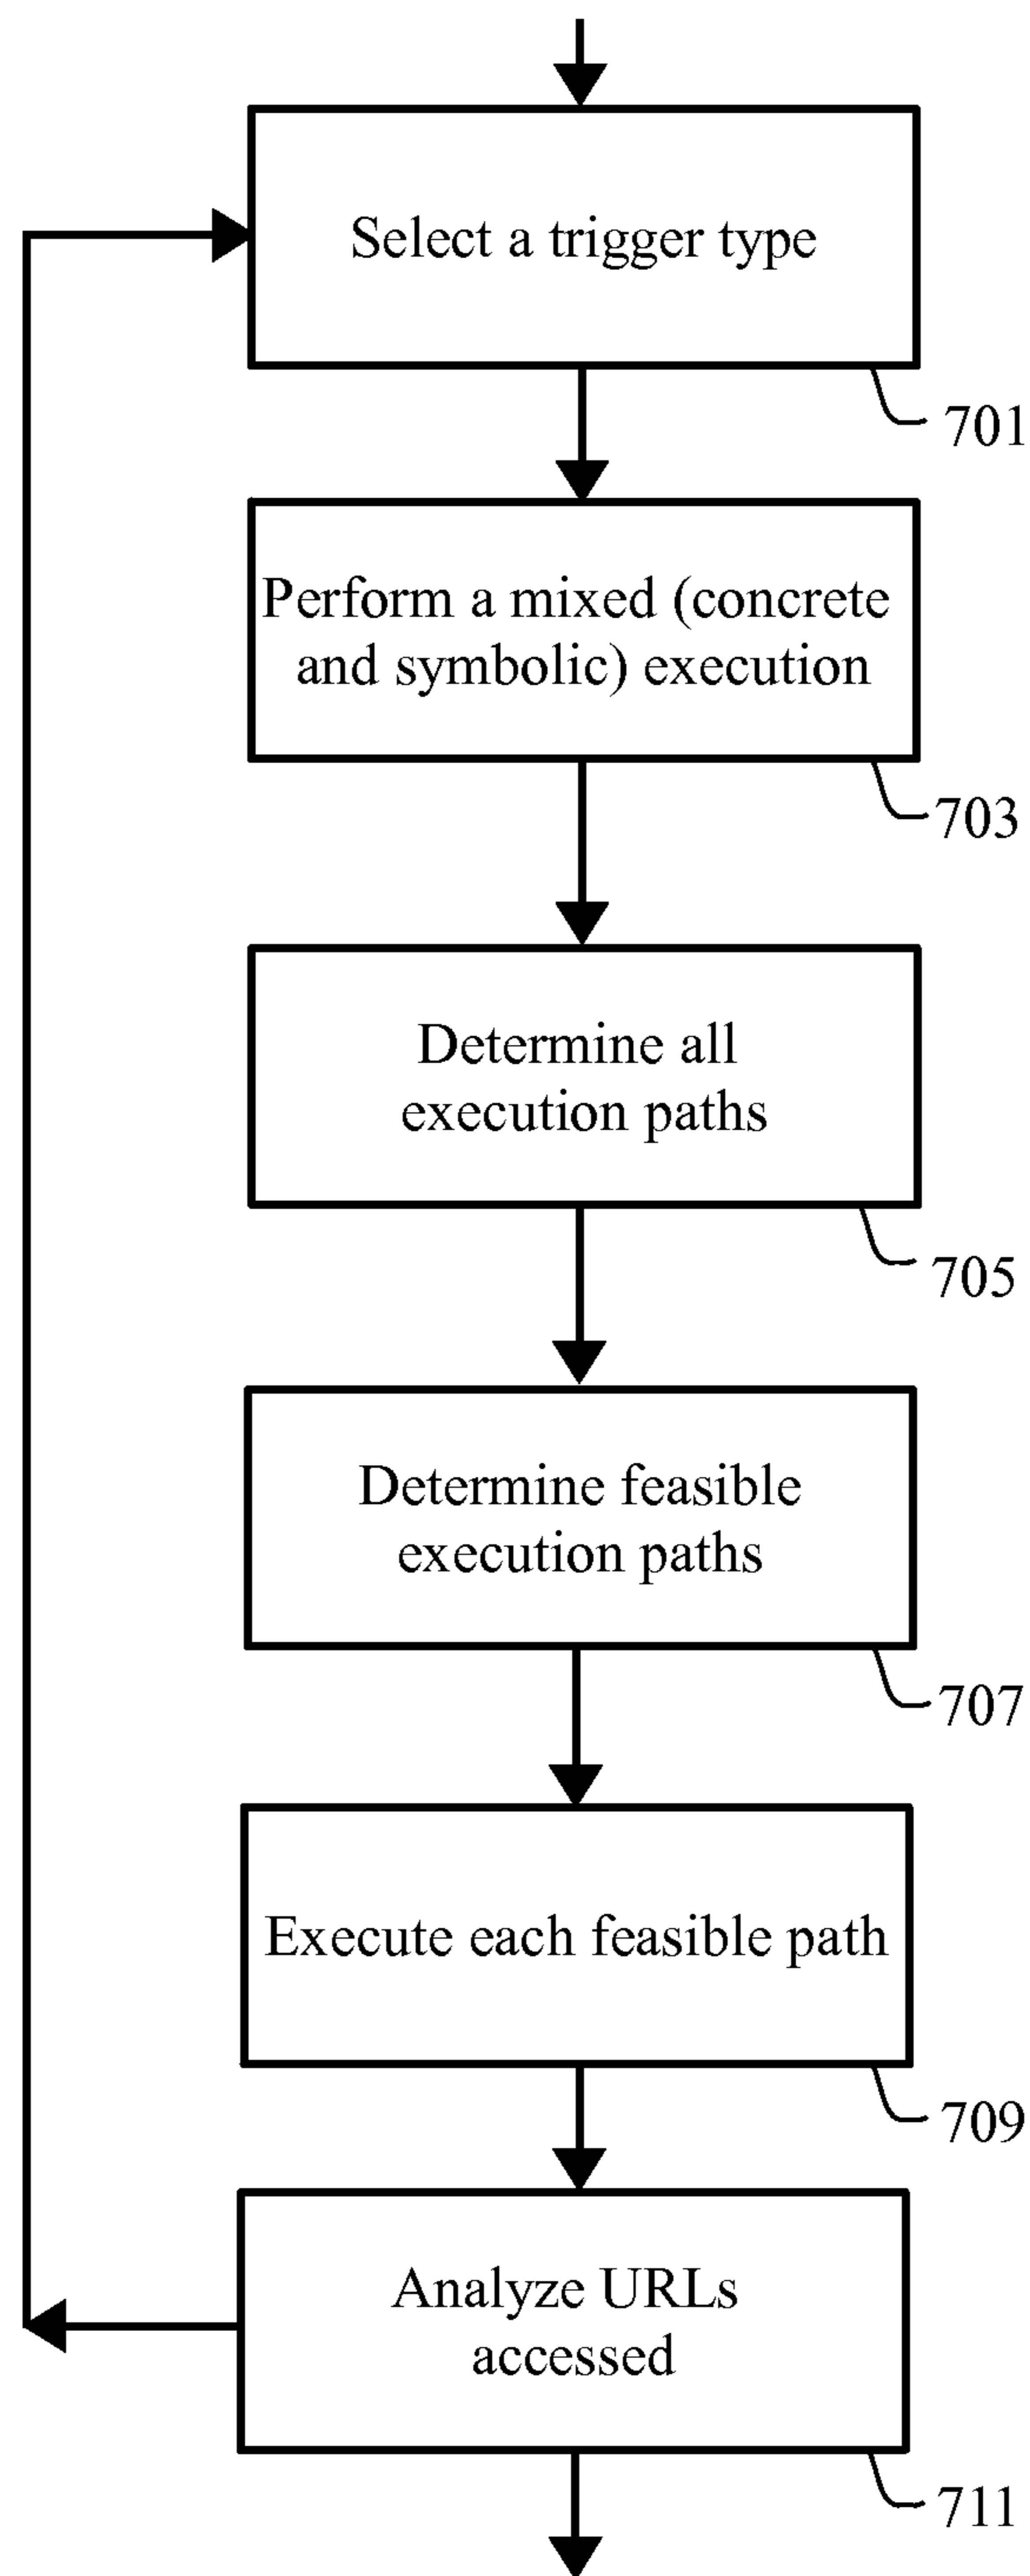 Select a trigger type
701
Perform a mixed (concrete
and symbolic) execution
703
Determine all
execution paths
705
Determine feasible
execution paths
707
Execute each feasible path
709
Analyze URLs
accessed
711